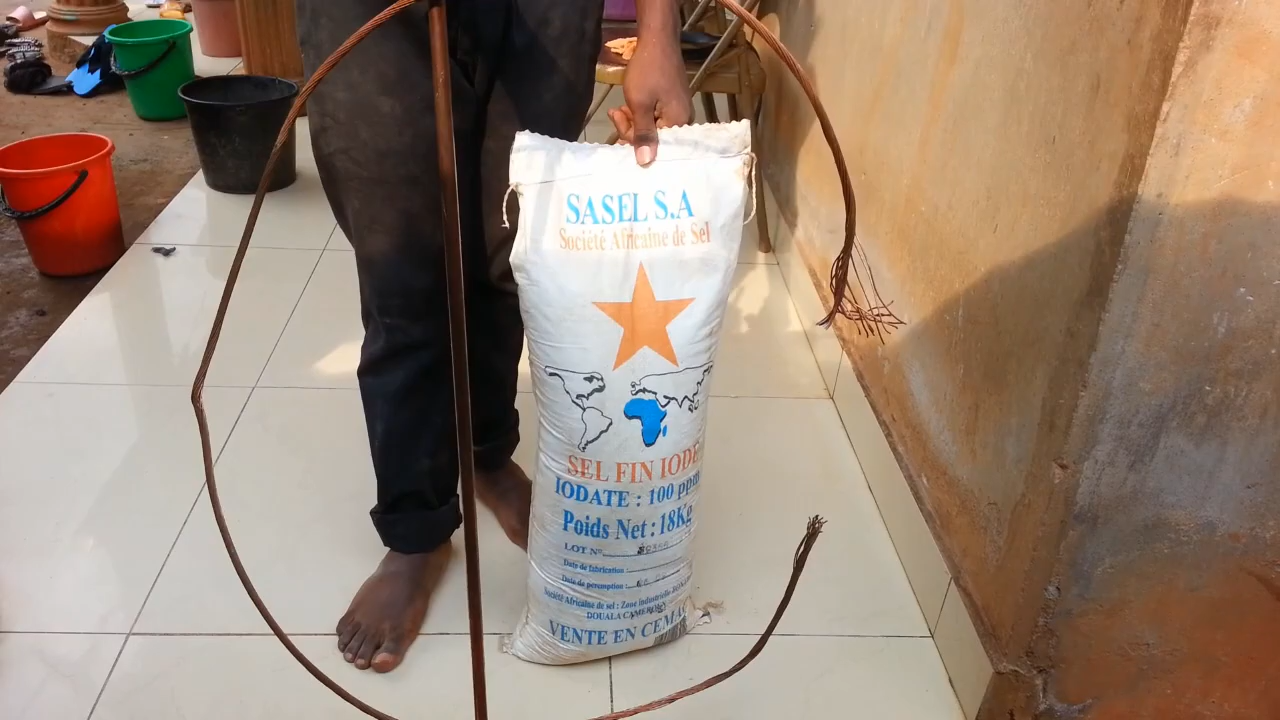 SASEL S.A
Société Africaine de Sel
SEL FIN IODE
IODATE : 100 ppm
Poids Net : 18Kg
LOT N°
Date de fabrication :
Date de peremption :
Société Africaine de sel : Zone industrielle
DOUALA CAMEROUN
VENTE EN CEMAC